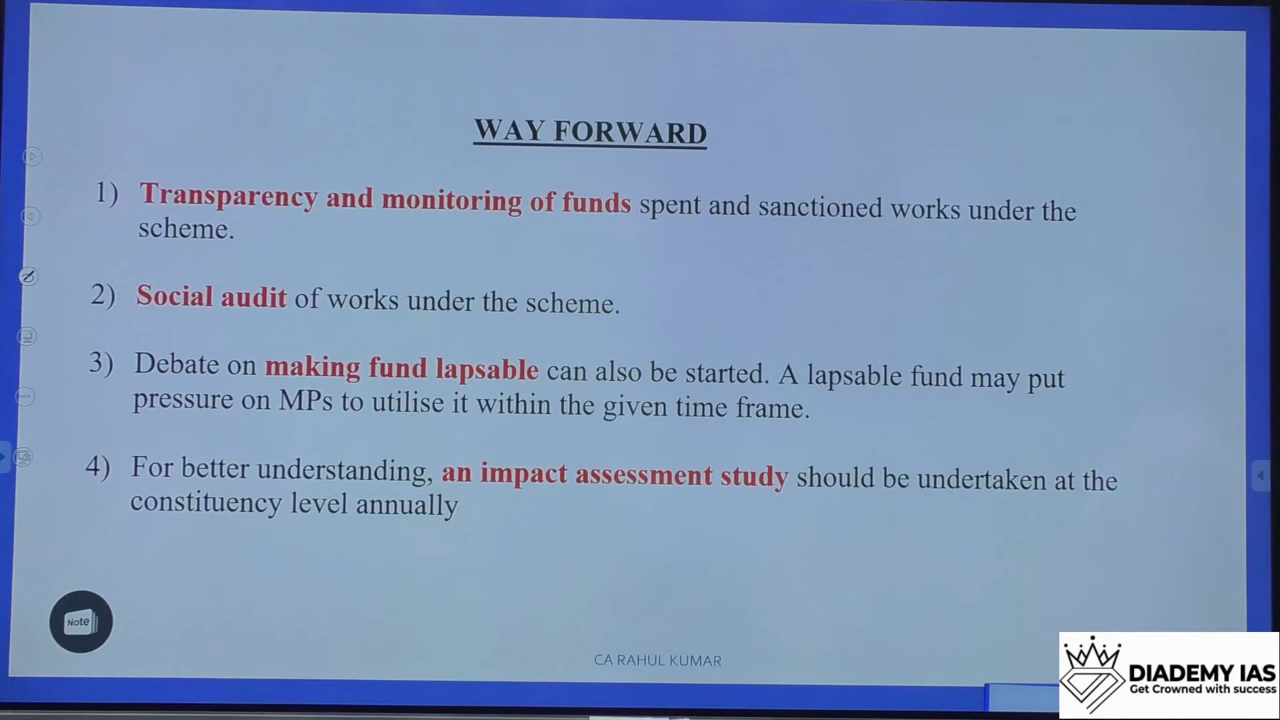 WAY FORWARD
1) Transparency and monitoring of funds spent and sanctioned works under the
scheme.
2) Social audit of works under the scheme.
3) Debate on making fund lapsable can also be started. A lapsable fund may put
pressure on MPs to utilise it within the given time frame.
4) For better understanding, an impact assessment study should be undertaken at the
constituency level annually
Note
CA RAHUL KUMAR
DIADEMY IAS
Get Crowned with success